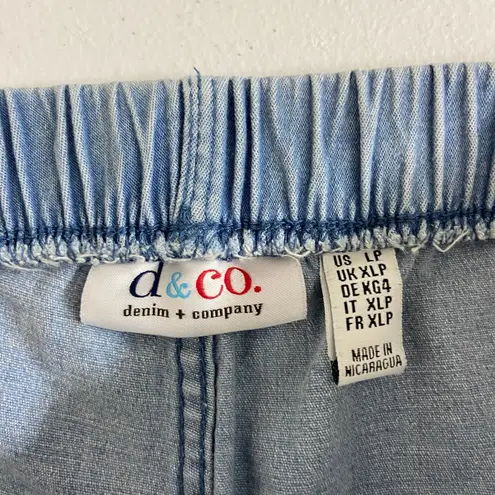 d&co.
denim + company
US LP
UK XLP
DE KG4
IT XLP
FR XLP
MADE IN
NICARAGUA